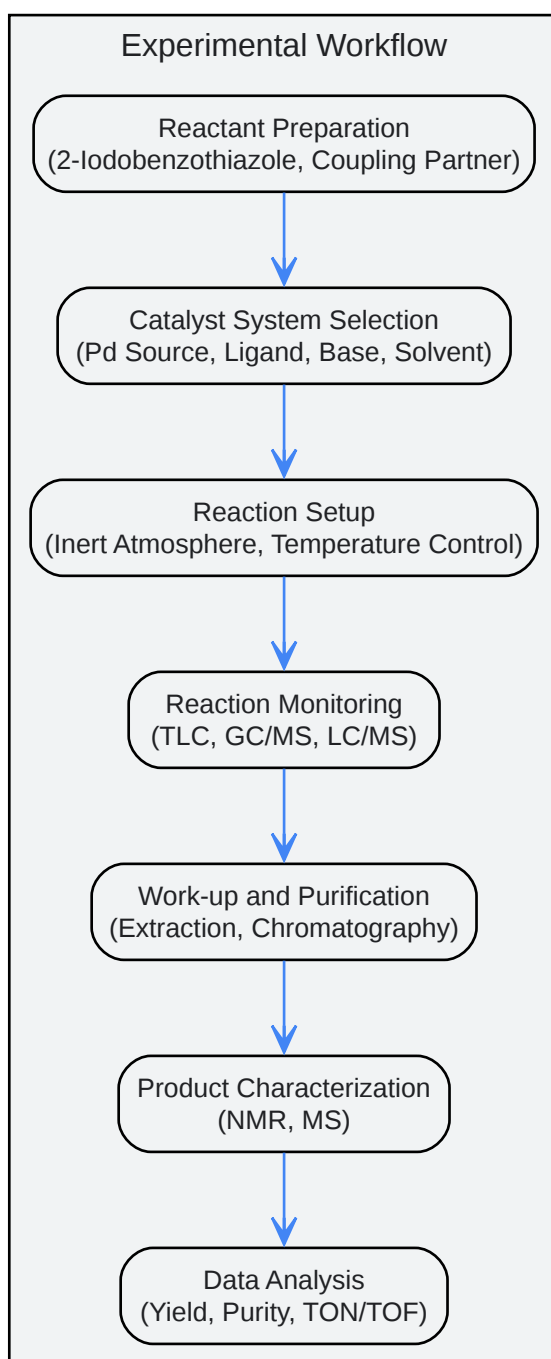 Experimental Workflow
Reactant Preparation
(2-Iodobenzothiazole, Coupling Partner)
Catalyst System Selection
(Pd Source, Ligand, Base, Solvent)
Reaction Setup
(Inert Atmosphere, Temperature Control)
Reaction Monitoring
(TLC, GC/MS, LC/MS)
Work-up and Purification
(Extraction, Chromatography)
Product Characterization
(NMR, MS)
Data Analysis
(Yield, Purity, TON/TOF)